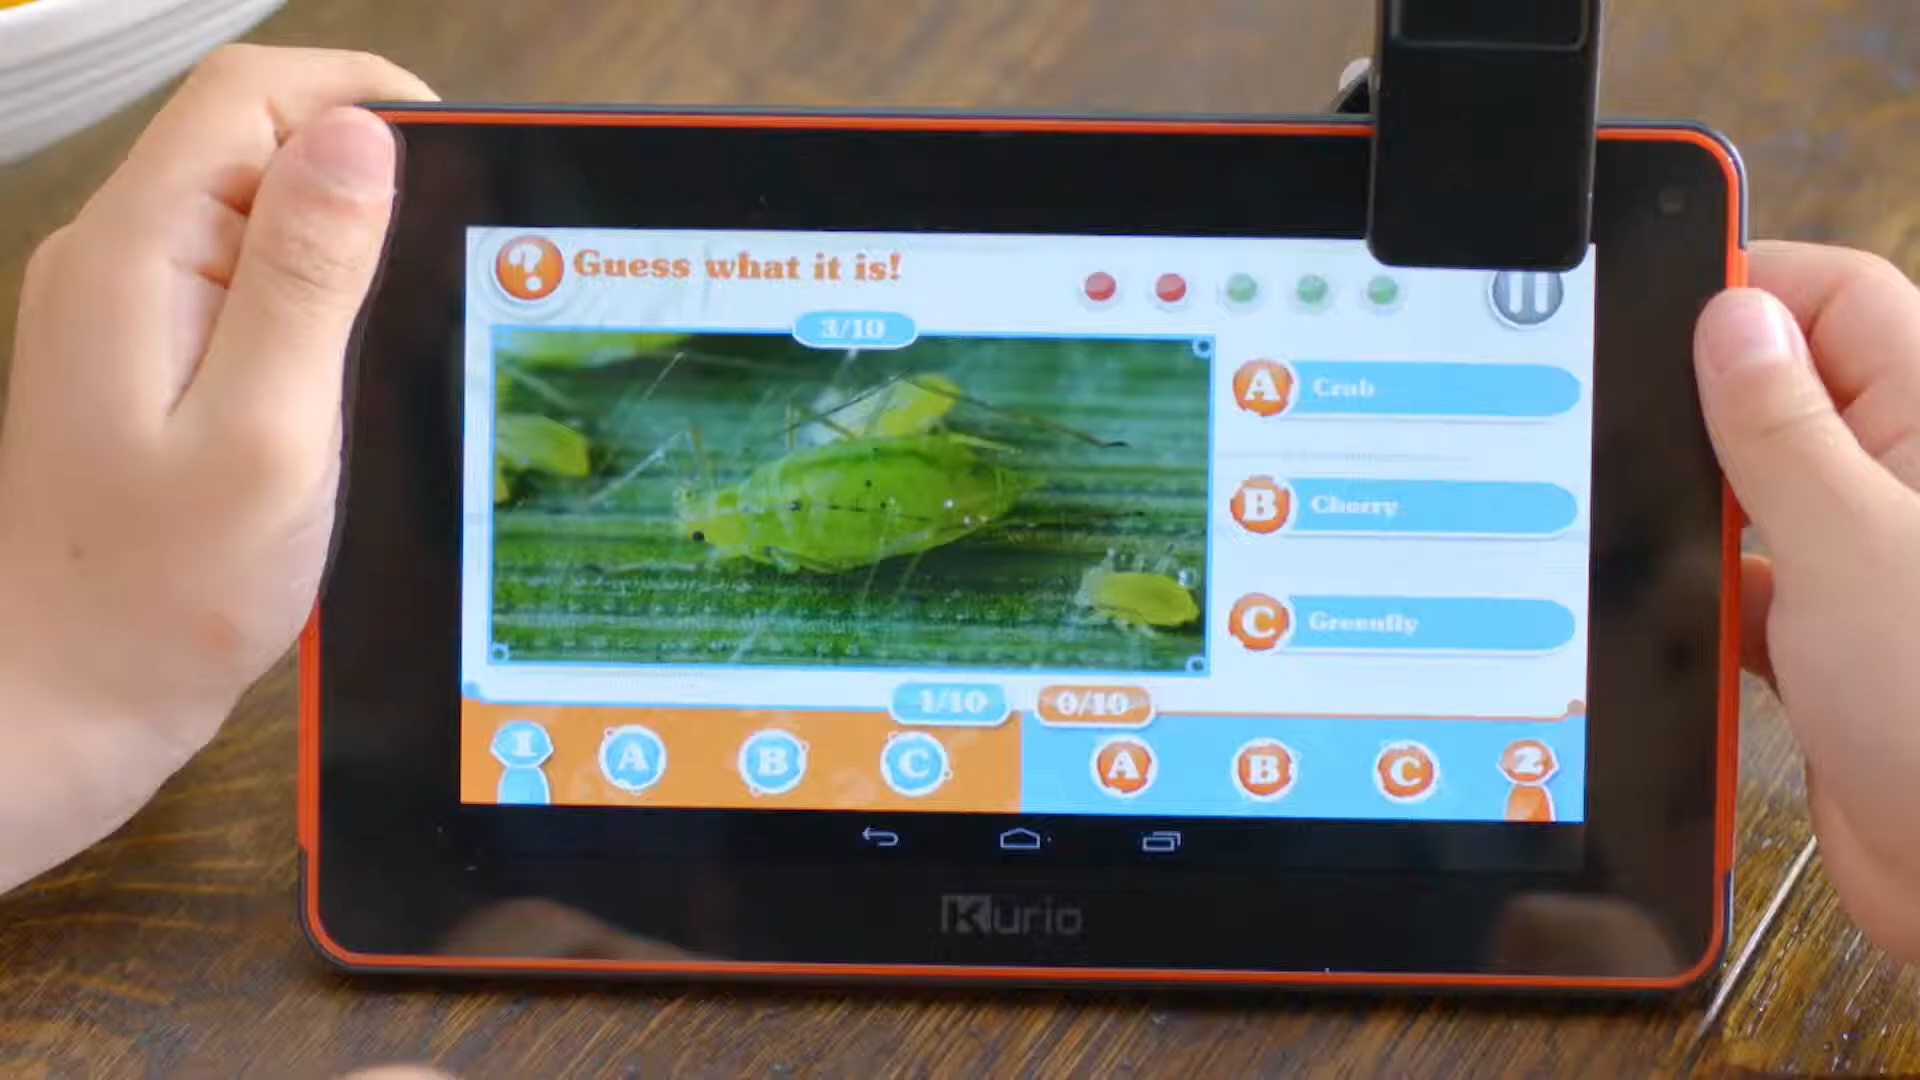 ? Guess what it is!
3/10
A Crab
B Cherry
C Greenfly
1/10 0/10
1 A B C A B C 2
Kurio